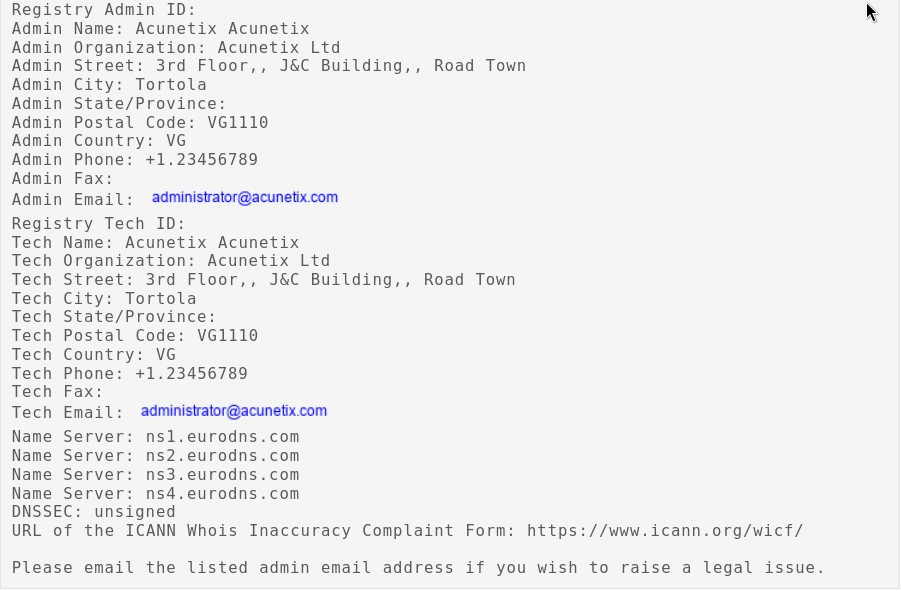 Registry Admin ID:
Admin Name: Acunetix Acunetix
Admin Organization: Acunetix Ltd
Admin Street: 3rd Floor,, J&C Building,, Road Town
Admin City: Tortola
Admin State/Province:
Admin Postal Code: VG1110
Admin Country: VG
Admin Phone: +1.23456789
Admin Fax:
Admin Email: administrator@acunetix.com
Registry Tech ID:
Tech Name: Acunetix Acunetix
Tech Organization: Acunetix Ltd
Tech Street: 3rd Floor,, J&C Building,, Road Town
Tech City: Tortola
Tech State/Province:
Tech Postal Code: VG1110
Tech Country: VG
Tech Phone: +1.23456789
Tech Fax:
Tech Email: administrator@acunetix.com
Name Server: ns1.eurodns.com
Name Server: ns2.eurodns.com
Name Server: ns3.eurodns.com
Name Server: ns4.eurodns.com
DNSSEC: unsigned
URL of the ICANN Whois Inaccuracy Complaint Form: https://www.icann.org/wicf/
Please email the listed admin email address if you wish to raise a legal issue.